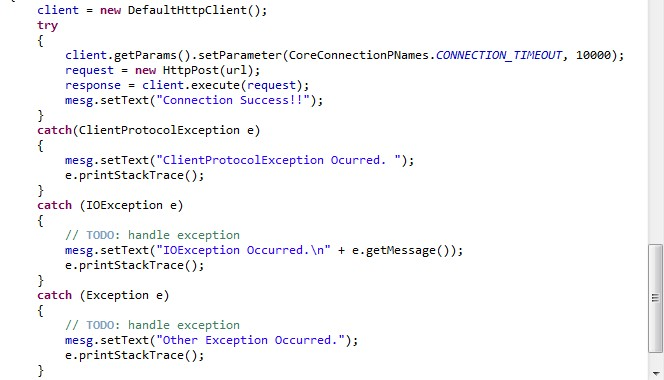 client = new DefaultHttpClient();
try
{
client.getParams().setParameter(CoreConnectionPNames.CONNECTION_TIMEOUT, 10000);
request = new HttpPost(url);
response = client.execute(request);
mesg.setText("Connection Success!!");
}
catch(ClientProtocolException e)
{
mesg.setText("ClientProtocolException Ocurred. ");
e.printStackTrace();
}
catch (IOException e)
{
// TODO: handle exception
mesg.setText("IOException Occurred.\n" + e.getMessage());
e.printStackTrace();
}
catch (Exception e)
{
// TODO: handle exception
mesg.setText("Other Exception Occurred.");
e.printStackTrace();
}